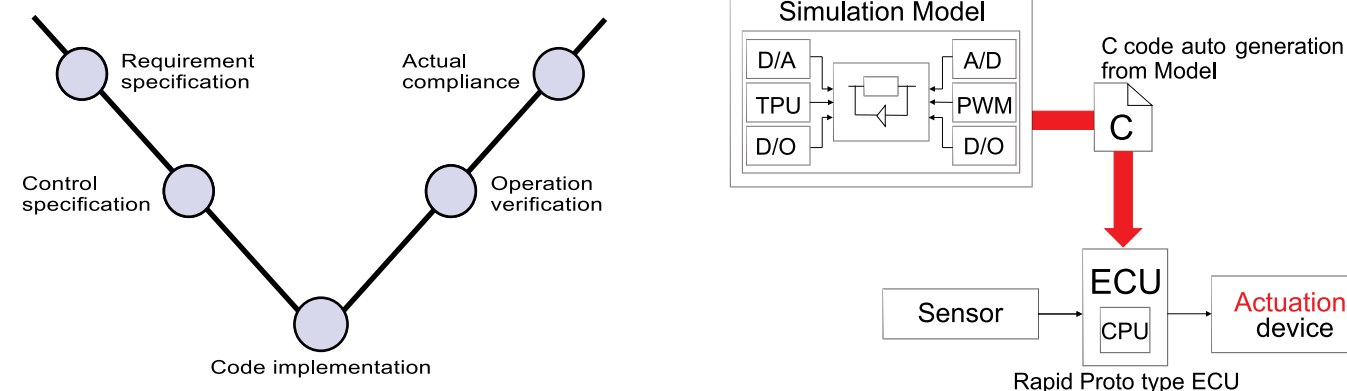 Requirement
specification
Actual
compliance
Control
specification
Operation
verification
Code implementation
Simulation Model
D/A
TPU
D/O
A/D
PWM
D/O
C code auto generation
from Model
C
Sensor
ECU
CPU
Actuation
device
Rapid Proto type ECU